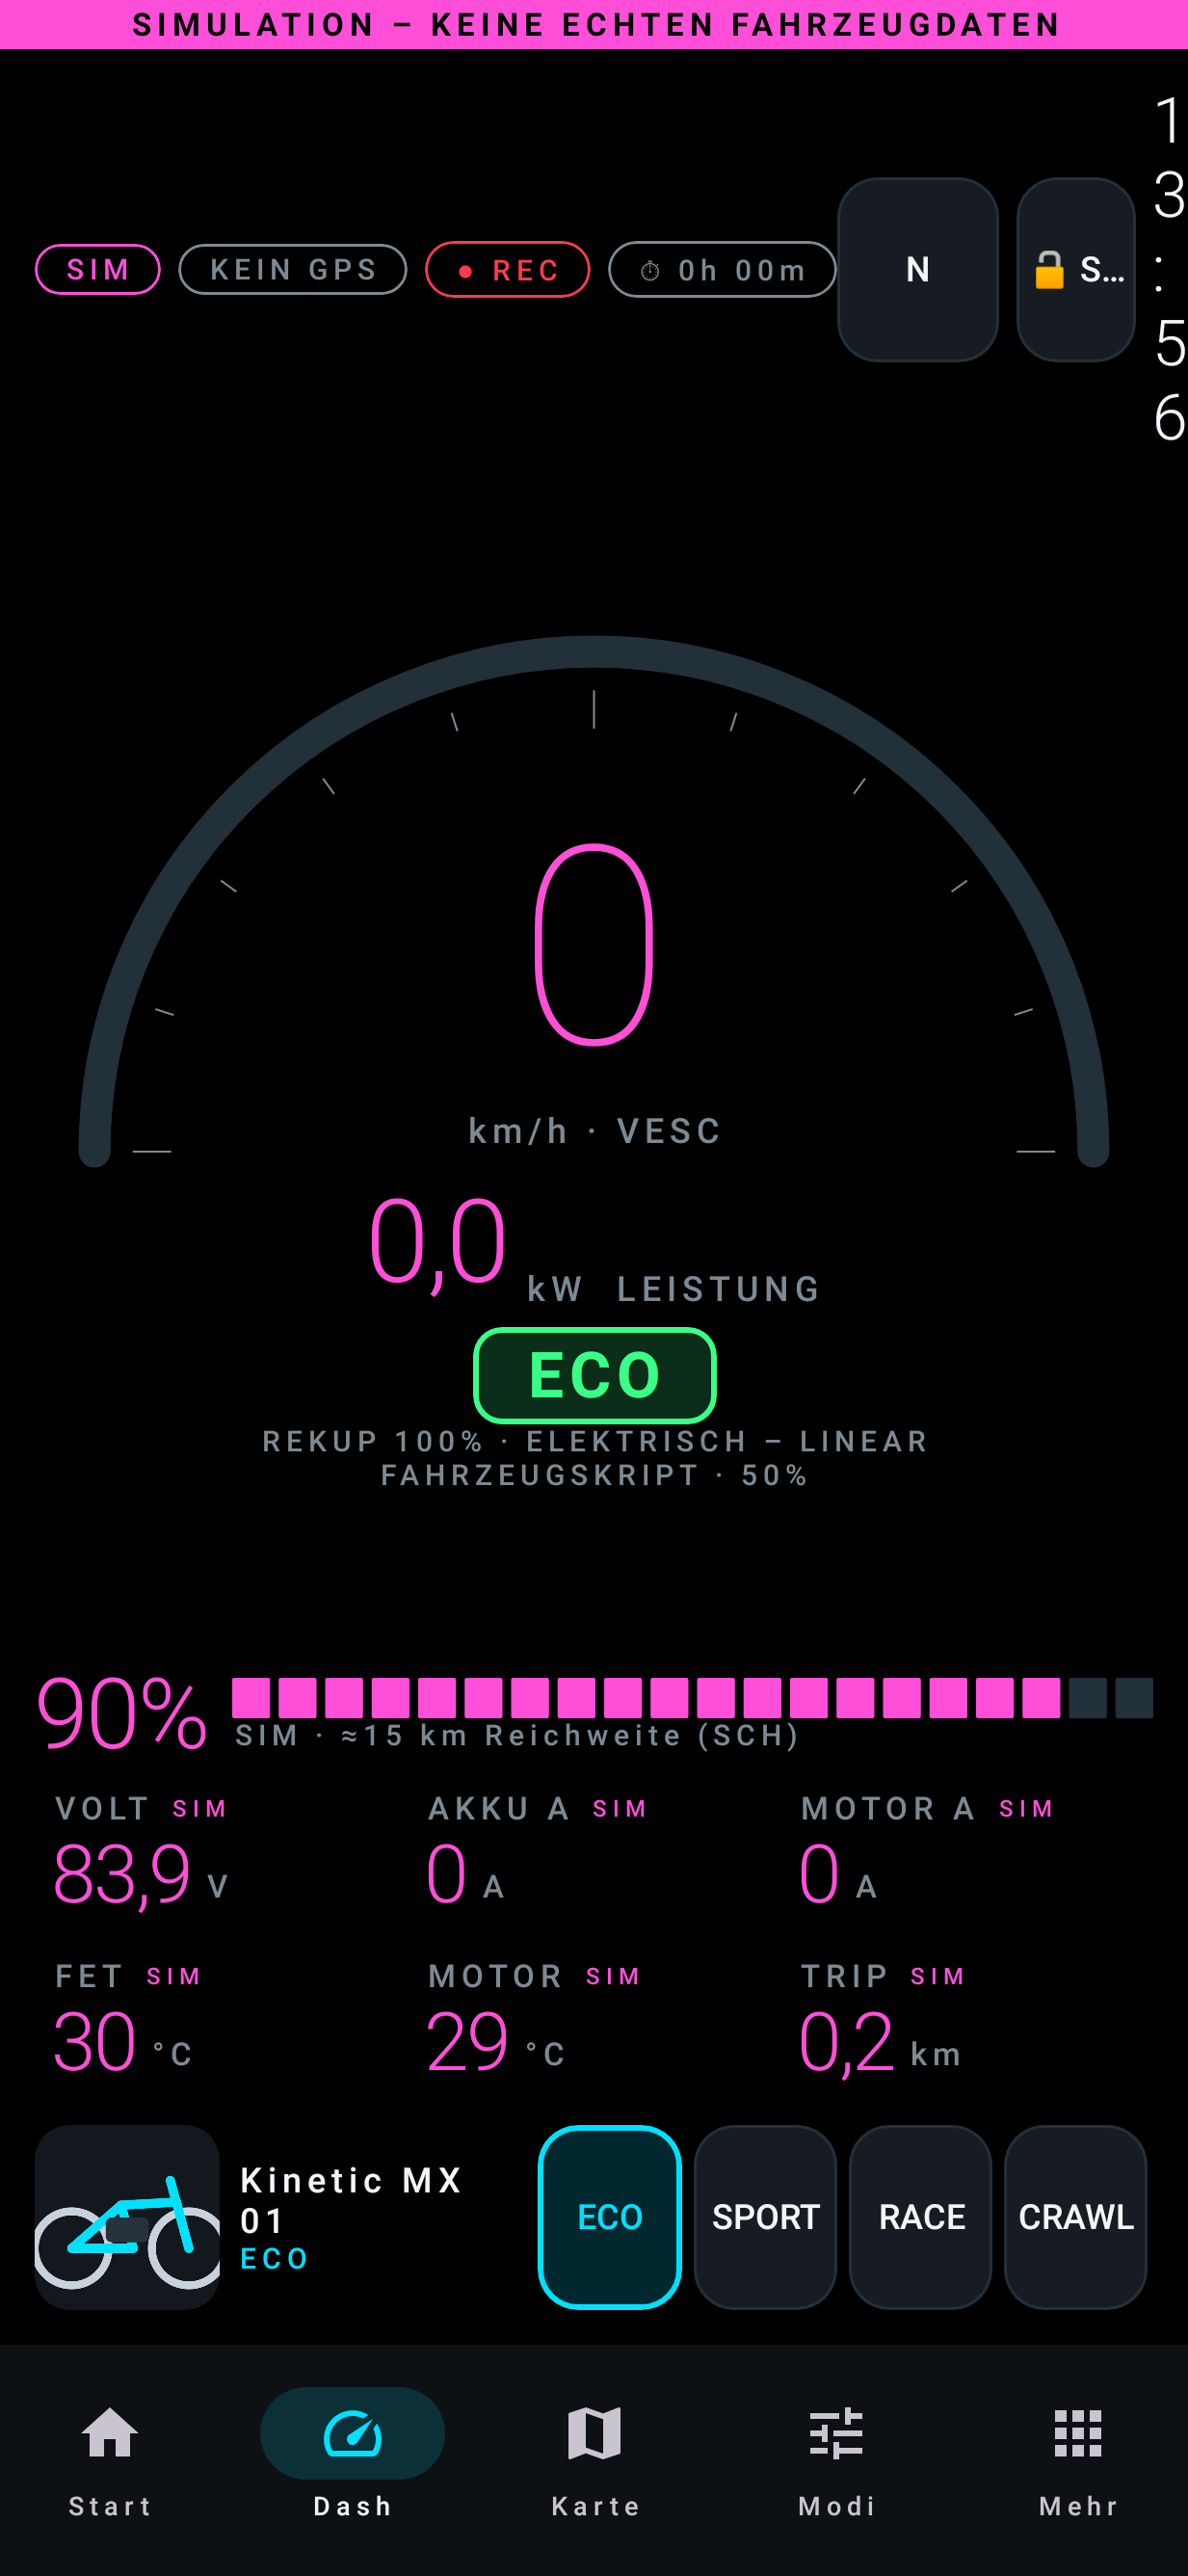 SIMULATION – KEINE ECHTEN FAHRZEUGDATEN
SIM
KEIN GPS
● REC
⏱ 0h 00m
N
🔓 S...
1
3
:
5
6
0
km/h · VESC
0,0 kW LEISTUNG
ECO
REKUP 100% · ELEKTRISCH – LINEAR
FAHRZEUGSKRIPT · 50%
90%
SIM · ≈15 km Reichweite (SCH)
VOLT SIM
83,9 V
AKKU A SIM
0 A
MOTOR A SIM
0 A
FET SIM
30 °C
MOTOR SIM
29 °C
TRIP SIM
0,2 km
Kinetic MX
01
ECO
ECO
SPORT
RACE
CRAWL
Start
Dash
Karte
Modi
Mehr